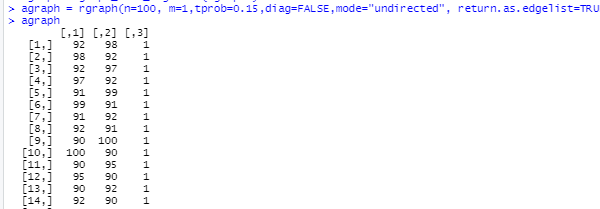 > agraph = rgraph(n=100, m=1,tprob=0.15,diag=FALSE,mode="undirected", return.as.edgelist=TRU
> agraph
[,1] [,2] [,3]
[1,] 92 98 1
[2,] 98 92 1
[3,] 92 97 1
[4,] 97 92 1
[5,] 91 99 1
[6,] 99 91 1
[7,] 91 92 1
[8,] 92 91 1
[9,] 90 100 1
[10,] 100 90 1
[11,] 90 95 1
[12,] 95 90 1
[13,] 90 92 1
[14,] 92 90 1